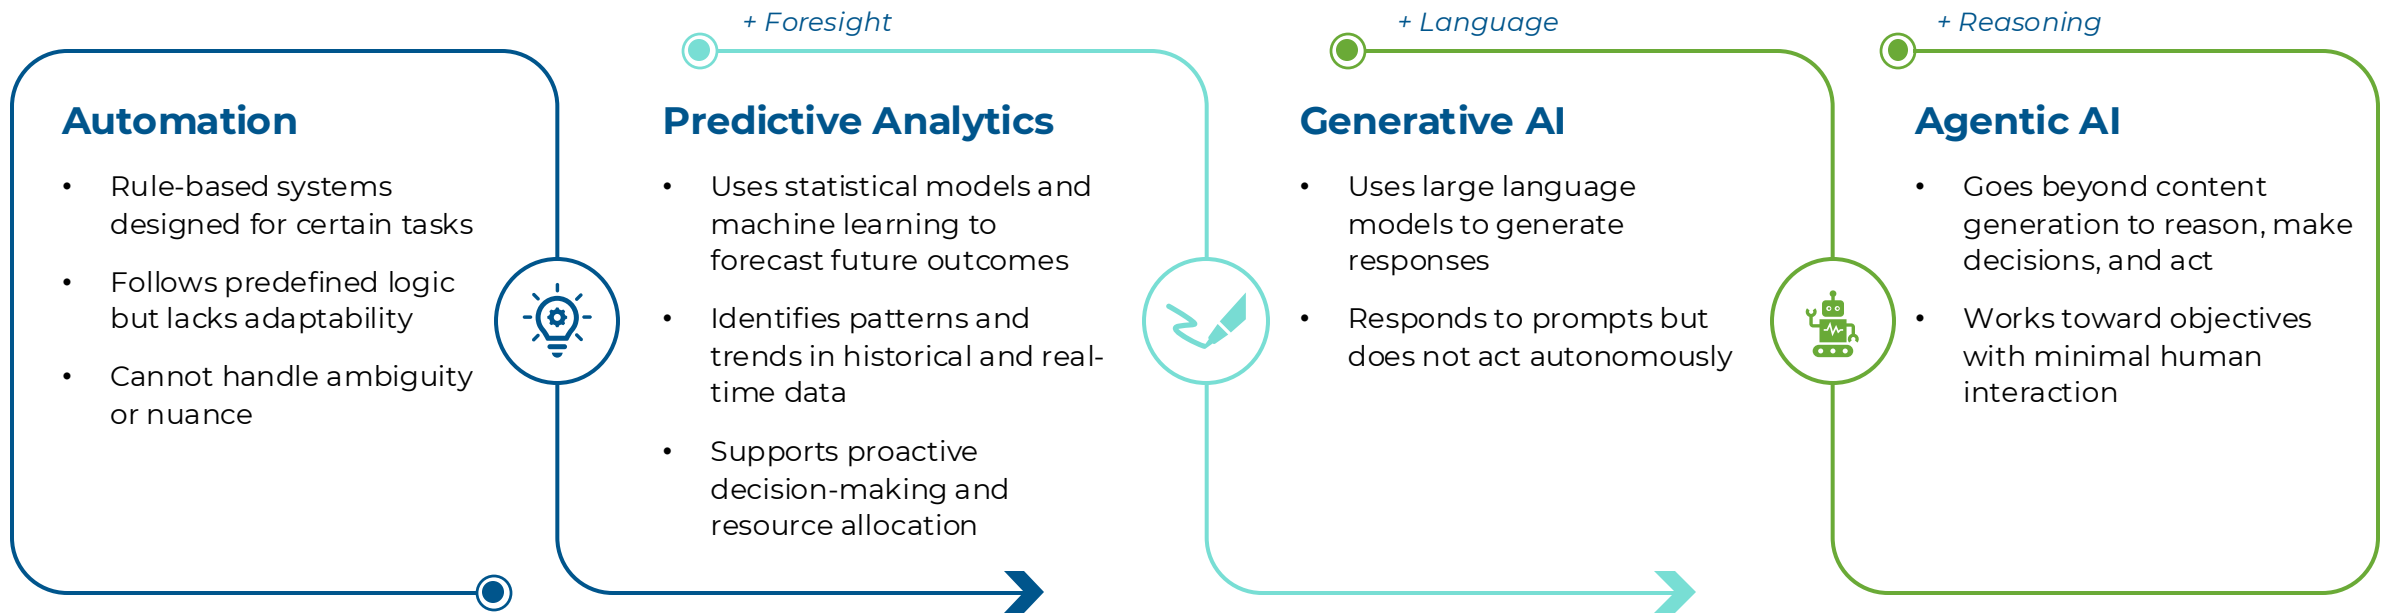 + Foresight
+ Language
+ Reasoning
Automation
• Rule-based systems
designed for certain tasks
• Follows predefined logic
but lacks adaptability
• Cannot handle ambiguity
or nuance
Predictive Analytics
• Uses statistical models and
machine learning to
forecast future outcomes
• Identifies patterns and
trends in historical and real-
time data
• Supports proactive
decision-making and
resource allocation
Generative AI
• Uses large language
models to generate
responses
• Responds to prompts but
does not act autonomously
Agentic AI
• Goes beyond content
generation to reason, make
decisions, and act
• Works toward objectives
with minimal human
interaction